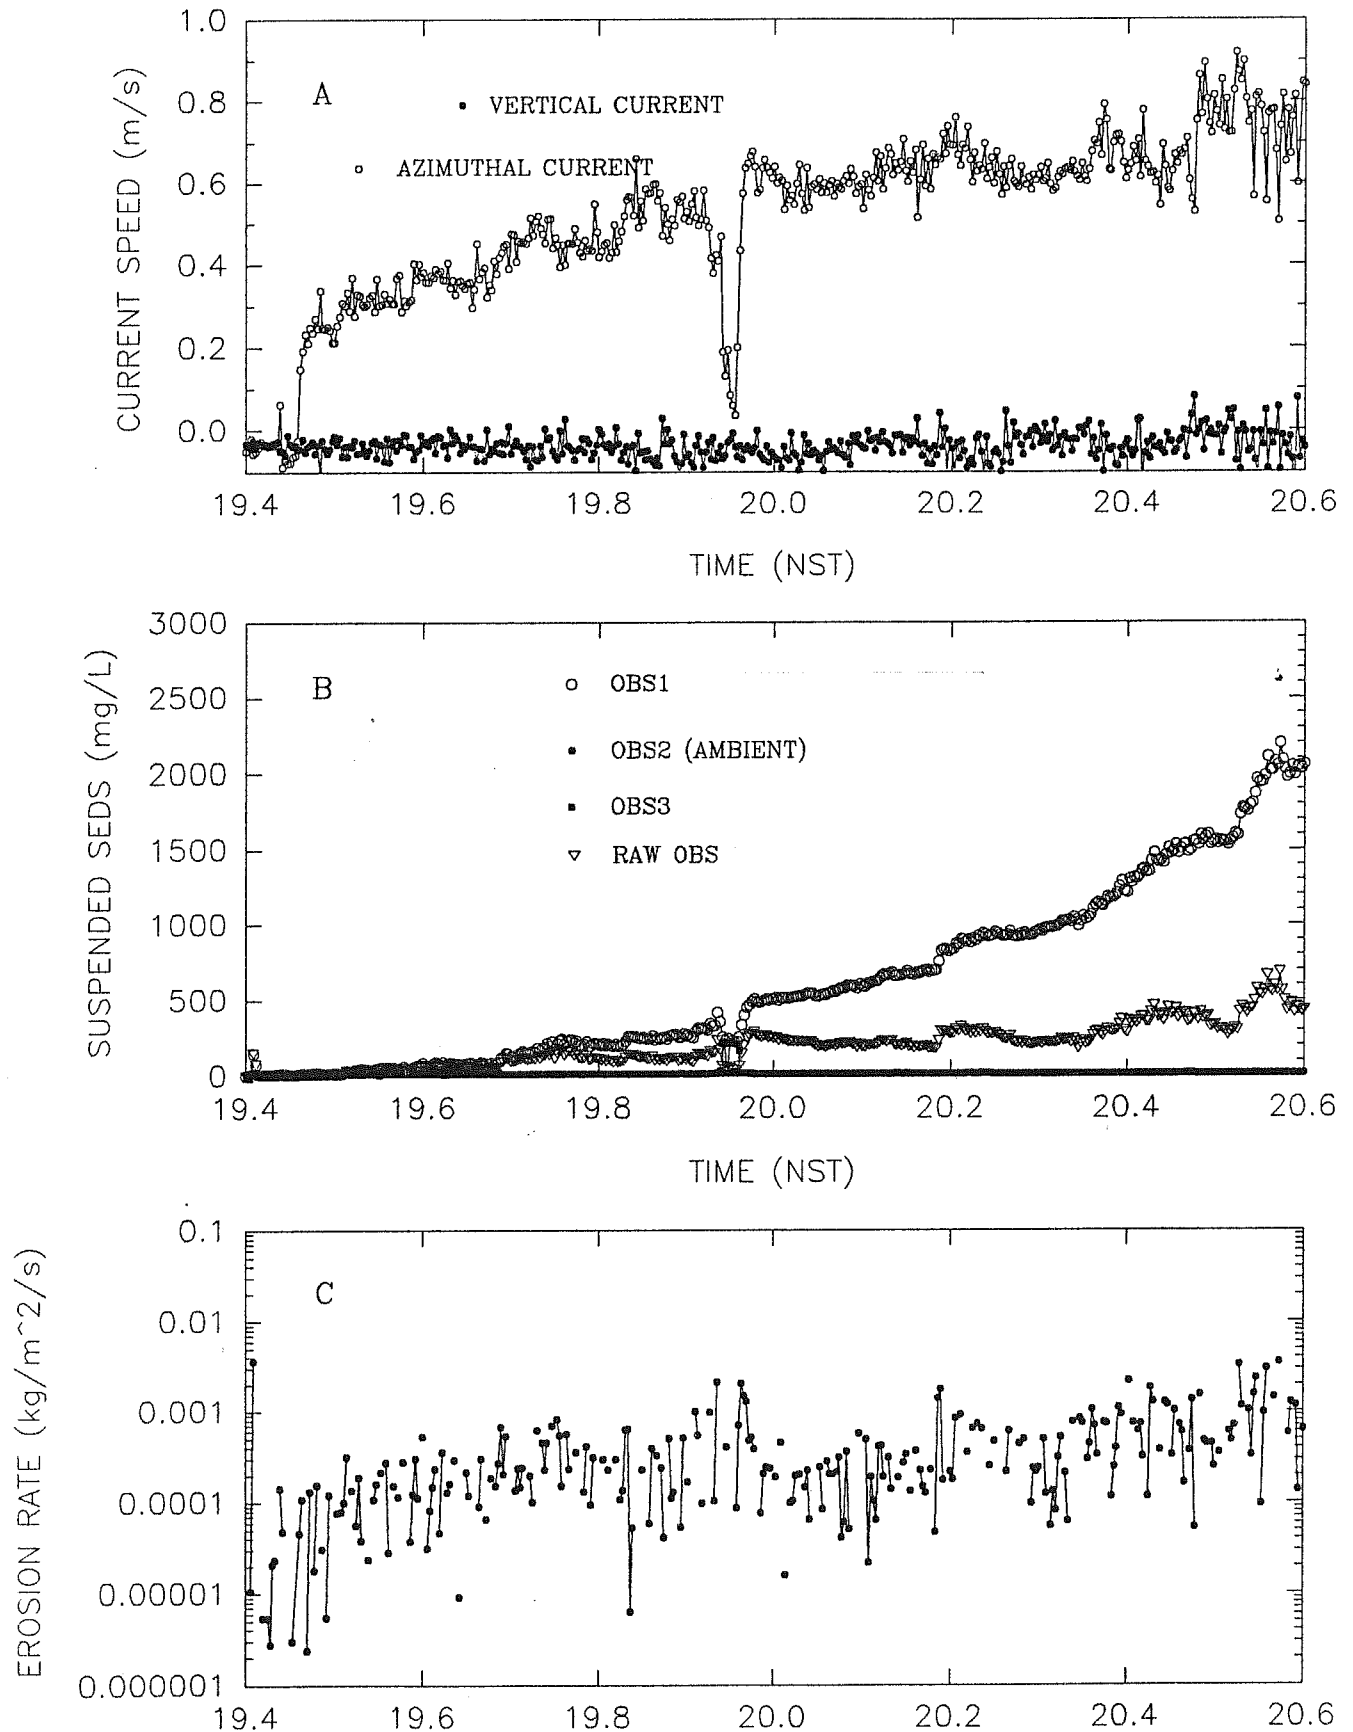 1.0
0.8
0.6
0.4
0.2
0.0
CURRENT SPEED (m/s)
A
VERTICAL CURRENT
AZIMUTHAL CURRENT
19.4 19.6 19.8 20.0 20.2 20.4 20.6
TIME (NST)
3000
2500
2000
1500
1000
500
0
SUSPENDED SEDS (mg/L)
B
OBS1
OBS2 (AMBIENT)
OBS3
RAW OBS
19.4 19.6 19.8 20.0 20.2 20.4 20.6
TIME (NST)
0.1
0.01
0.001
0.0001
0.00001
0.000001
EROSION RATE (kg/m^2/s)
C
19.4 19.6 19.8 20.0 20.2 20.4 20.6